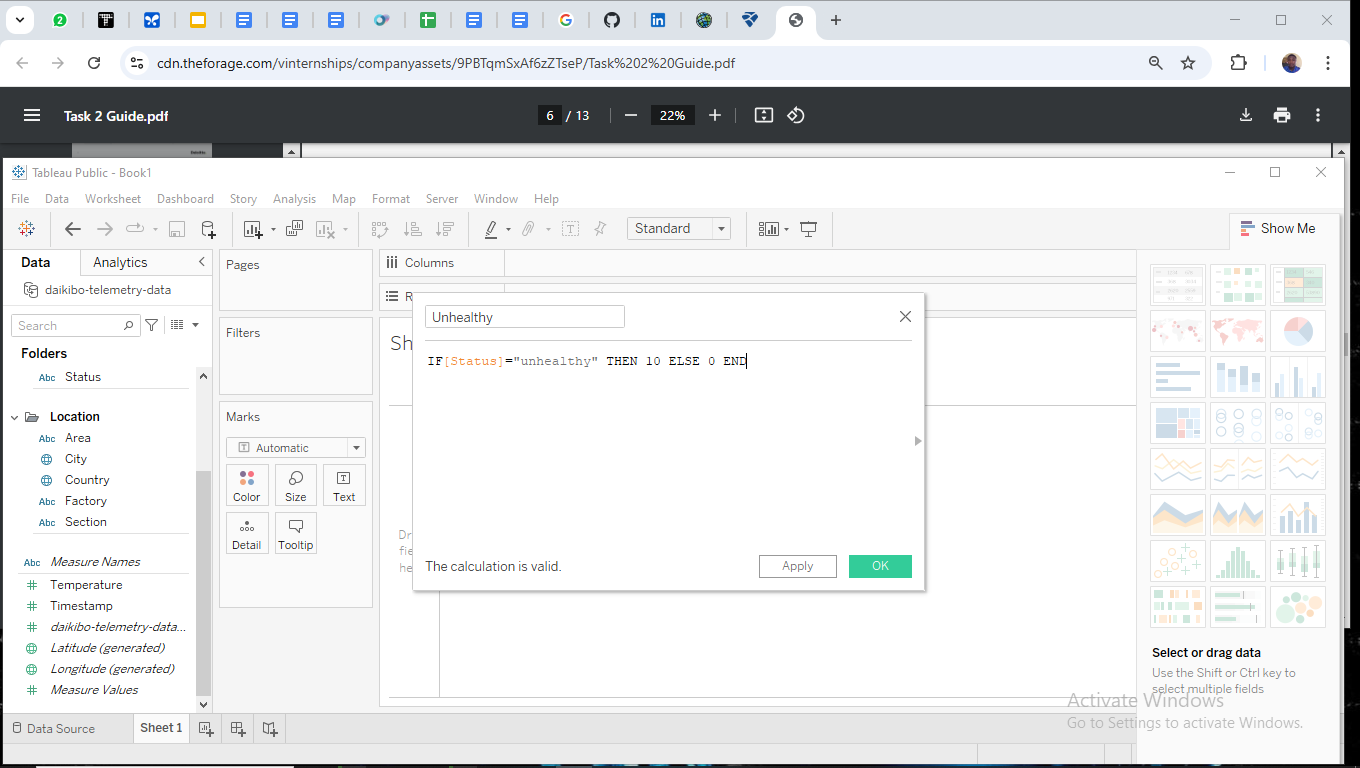 2
cdn.theforage.com/vinternships/companyassets/9PBTqmSxAf6zZTseP/Task%202%20Guide.pdf
Task 2 Guide.pdf
6 / 13
22%
Tableau Public - Book1
File Data Worksheet Dashboard Story Analysis Map Format Server Window Help
Standard
Show Me
Data
Analytics
daikibo-telemetry-data
Search
Folders
Abc Status
Location
Abc Area
City
Country
Abc Factory
Abc Section
Abc Measure Names
Temperature
Timestamp
daikibo-telemetry-data...
Latitude (generated)
Longitude (generated)
Measure Values
Pages
Filters
Marks
Automatic
Color
Size
Text
Detail
Tooltip
Columns
R
Sh
Dr
fie
he
Unhealthy
IF[Status]="unhealthy" THEN 10 ELSE 0 END
The calculation is valid.
Apply
OK
Select or drag data
Use the Shift or Ctrl key to
select multiple fields
Activate Windows
Go to Settings to activate Windows.
Data Source
Sheet 1